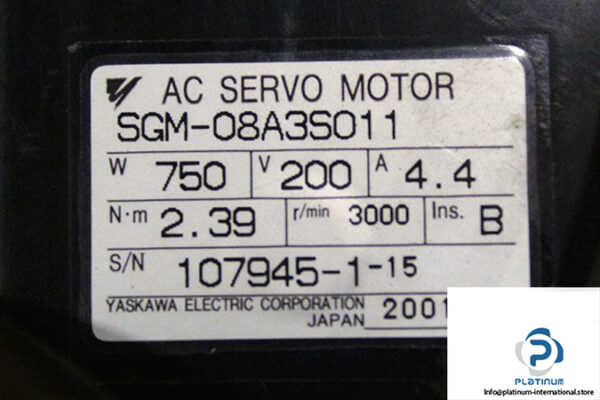 AC SERVO MOTOR
SGM-08A3S011
W 750 V 200 A 4.4
N·m 2.39 r/min 3000 Ins. B
S/N 107945-1-15
YASKAWA ELECTRIC CORPORATION
JAPAN 2001
PLATINUM
Info@platinum-international.store